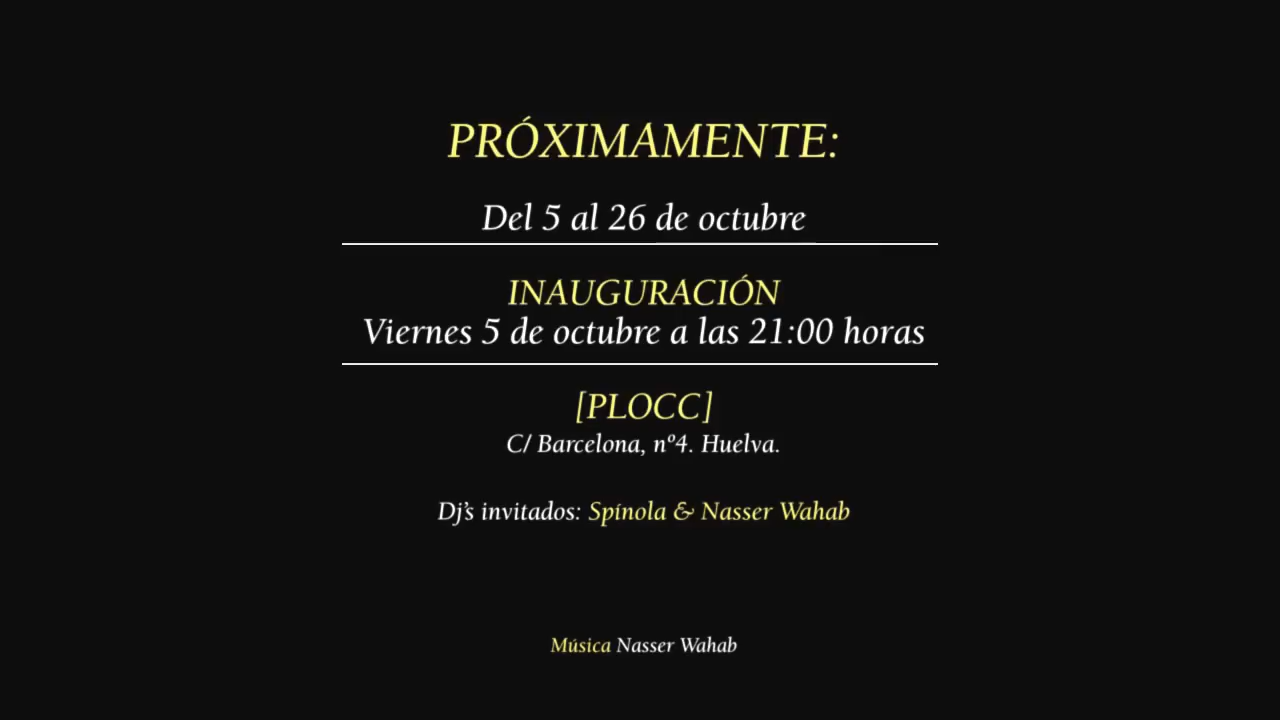 PRÓXIMAMENTE:
Del 5 al 26 de octubre
INAUGURACIÓN
Viernes 5 de octubre a las 21:00 horas
[PLOCC]
C/ Barcelona, nº4. Huelva.
Dj's invitados: Spínola & Nasser Wahab
Música Nasser Wahab